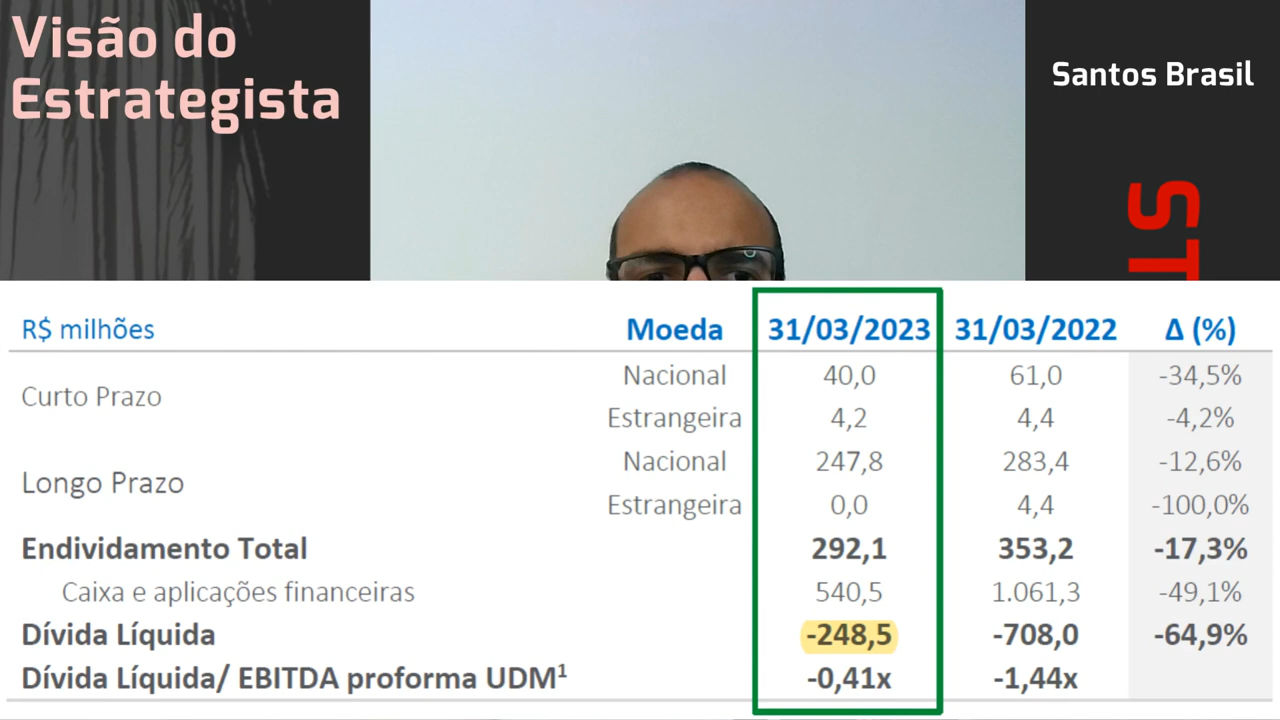 Visão do
Estrategista
Santos Brasil
ST
R$ milhões Moeda 31/03/2023 31/03/2022 Δ (%)
Curto Prazo
Nacional 40,0 61,0 -34,5%
Estrangeira 4,2 4,4 -4,2%
Longo Prazo
Nacional 247,8 283,4 -12,6%
Estrangeira 0,0 4,4 -100,0%
Endividamento Total 292,1 353,2 -17,3%
Caixa e aplicações financeiras 540,5 1.061,3 -49,1%
Dívida Líquida -248,5 -708,0 -64,9%
Dívida Líquida/ EBITDA proforma UDM¹ -0,41x -1,44x